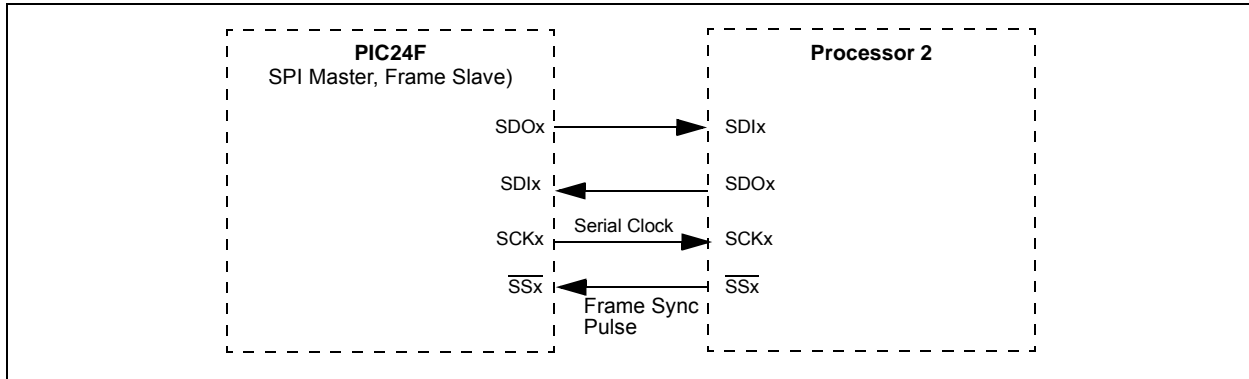 PIC24F
SPI Master, Frame Slave)
Processor 2
SDOx
SDIx
SDIx
SDOx
SCKx
Serial Clock
SCKx
SSx
Frame Sync
Pulse
SSx